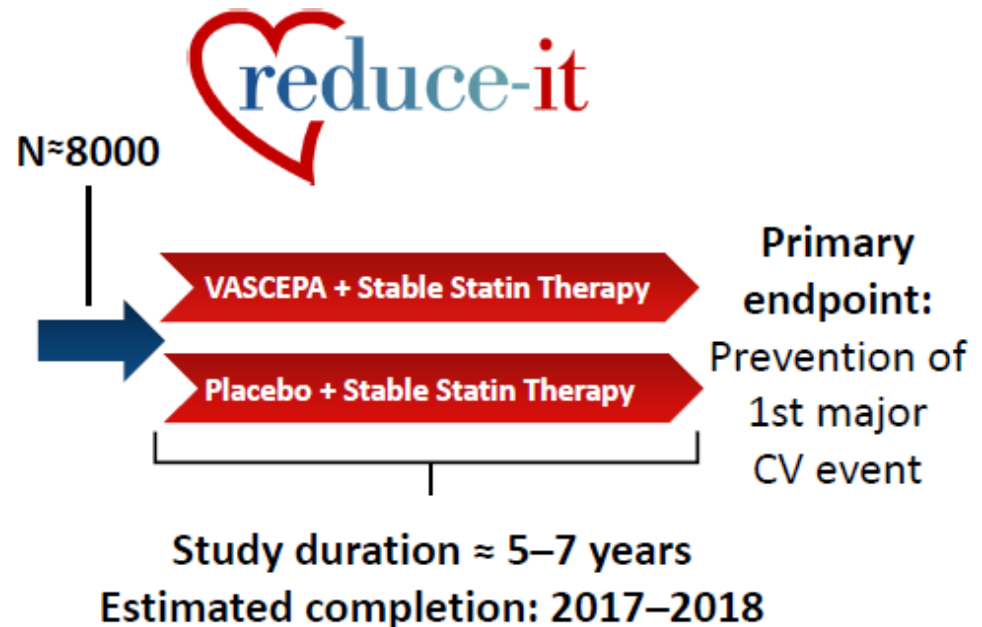 reduce-it
N≈8000
VASCEPA + Stable Statin Therapy
Placebo + Stable Statin Therapy
Primary
endpoint:
Prevention of
1st major
CV event
Study duration ≈ 5–7 years
Estimated completion: 2017–2018